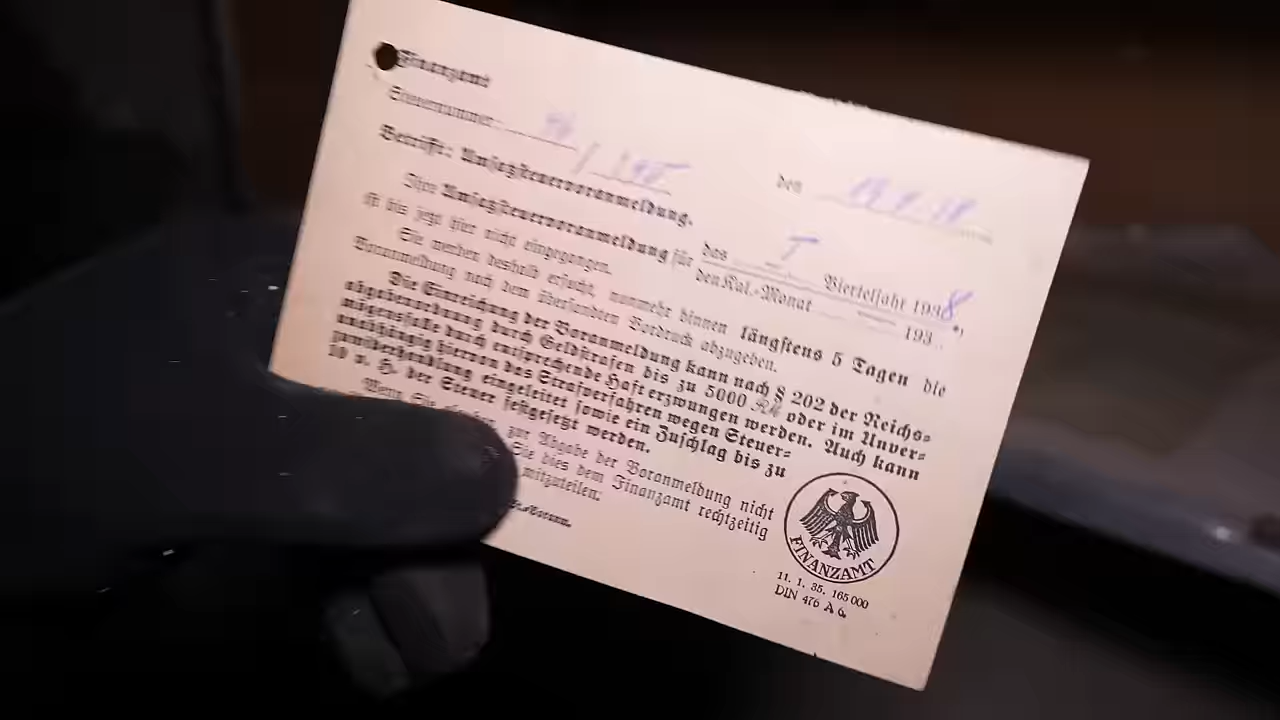 Finanzamt
Steuernummer
den
Betrifft: Umsatzsteuervoranmeldung.
Ihre Umsatzsteuervoranmeldung für das I Vierteljahr 1938
den Kal.-Monat 193 . . *)
ist bis jetzt hier nicht eingegangen.
Sie werden deshalb ersucht, nunmehr binnen längstens 5 Tagen die
Voranmeldung nach dem übersandten Vordruck abzugeben.
Die Einreichung der Voranmeldung kann nach § 202 der Reichs-
abgabenordnung durch Geldstrafen bis zu 5000 RM oder im Unver-
mögensfalle durch entsprechende Haft erzwungen werden. Auch kann
unabhängig hiervon das Strafverfahren wegen Steuer-
zuwiderhandlung eingeleitet sowie ein Zuschlag bis zu
10 v. H. der Steuer festgesetzt werden.
Wenn Sie zur Abgabe der Voranmeldung nicht
Sie dies dem Finanzamt rechtzeitig
mitzuteilen.
FINANZAMT
11. 1. 35. 165 000
DIN 476 A 6.